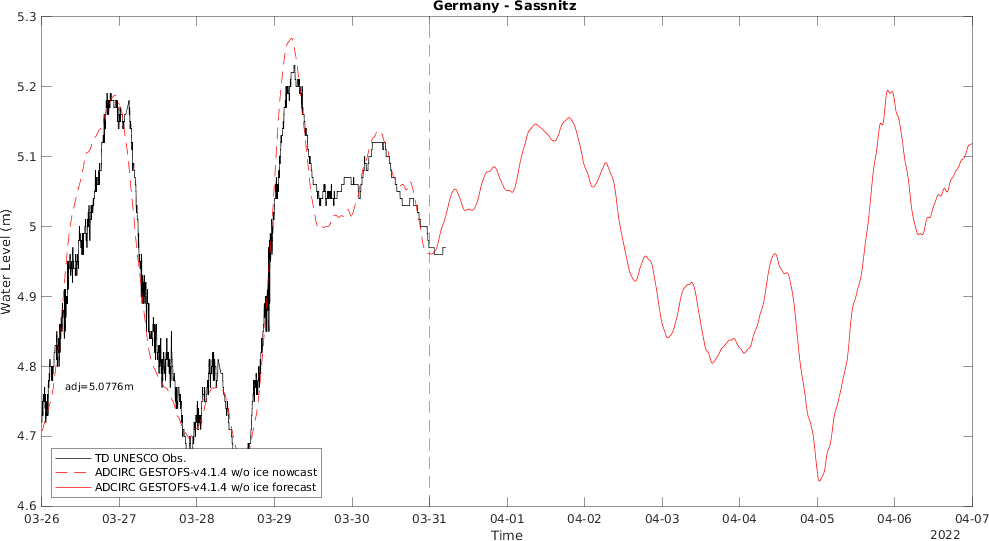 Germany - Sassnitz
5.3
5.2
5.1
5
4.9
4.8
4.7
4.6
Water Level (m)
adj=5.0776m
TD UNESCO Obs.
ADCIRC GESTOFS-v4.1.4 w/o ice nowcast
ADCIRC GESTOFS-v4.1.4 w/o ice forecast
03-26 03-27 03-28 03-29 03-30 03-31 04-01 04-02 04-03 04-04 04-05 04-06 04-07
Time
2022